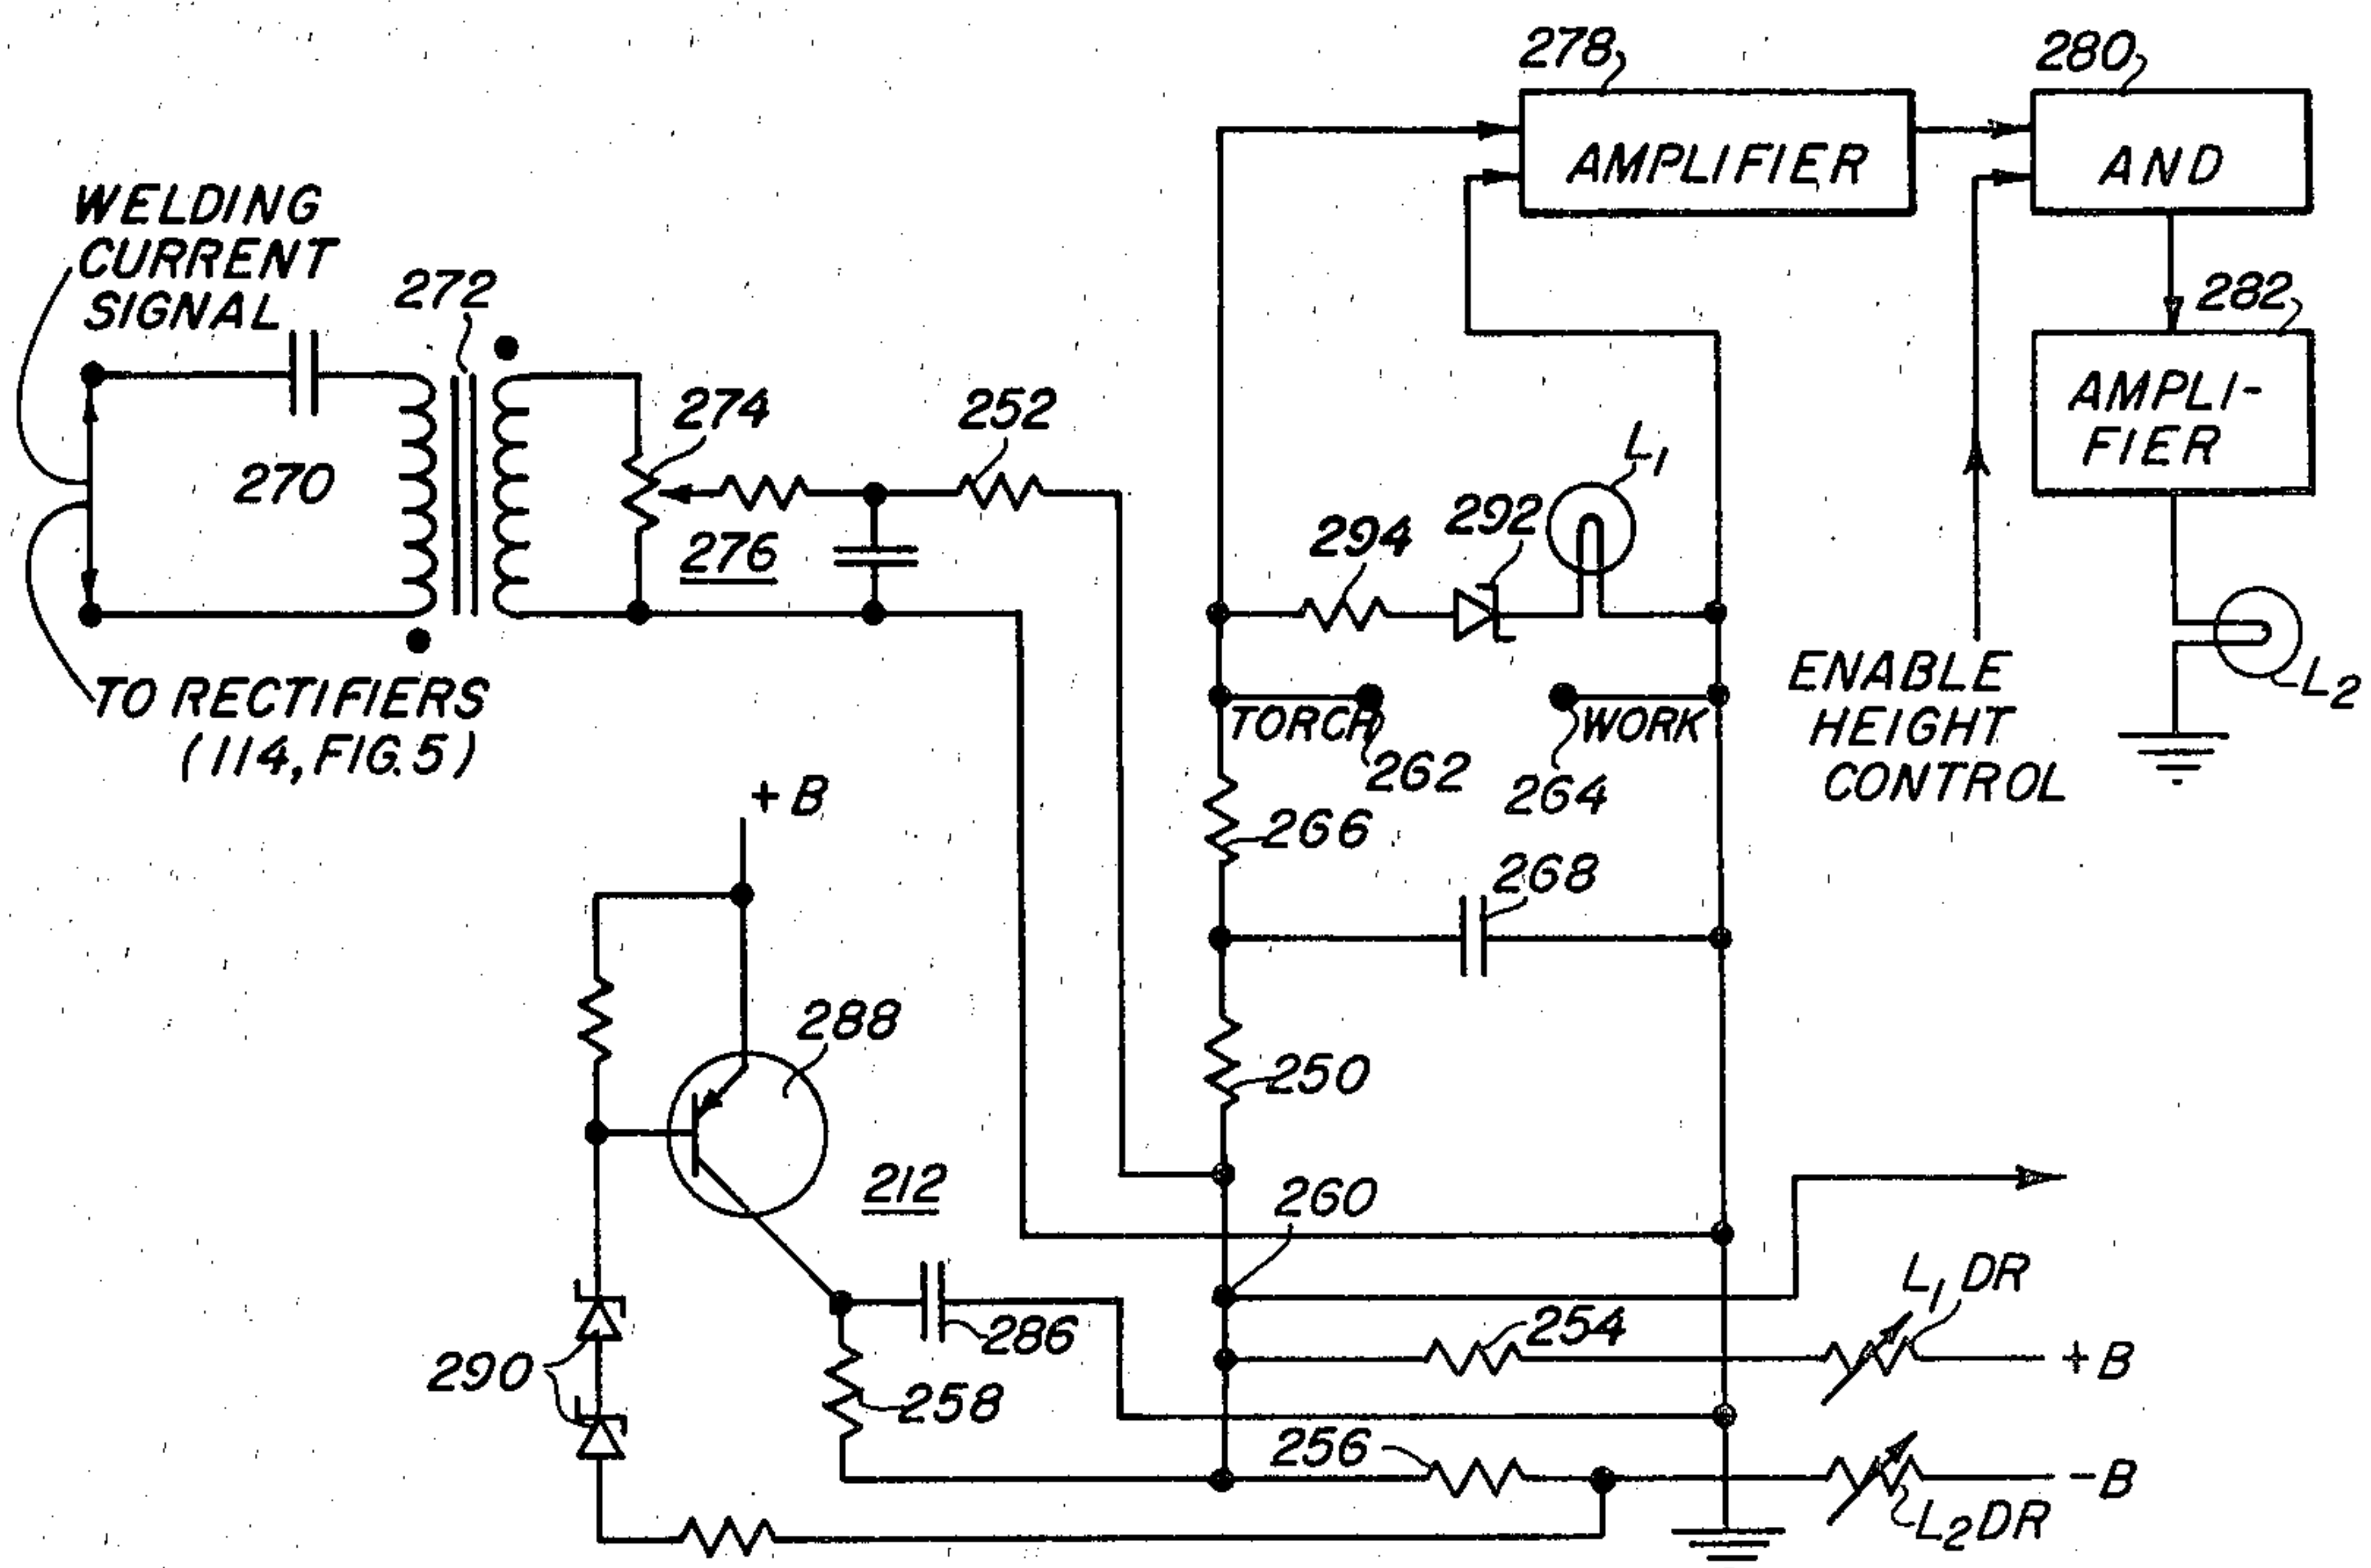 278
280
AMPLIFIER
AND
WELDING
CURRENT
SIGNAL
272
282
AMPLI-
FIER
274
252
270
276
294
292
L1
L2
TO RECTIFIERS
(114, FIG. 5)
TORCH
262
WORK
264
ENABLE
HEIGHT
CONTROL
+B
266
268
288
250
212
260
L1 DR
254
+B
286
290
258
256
-B
L2 DR